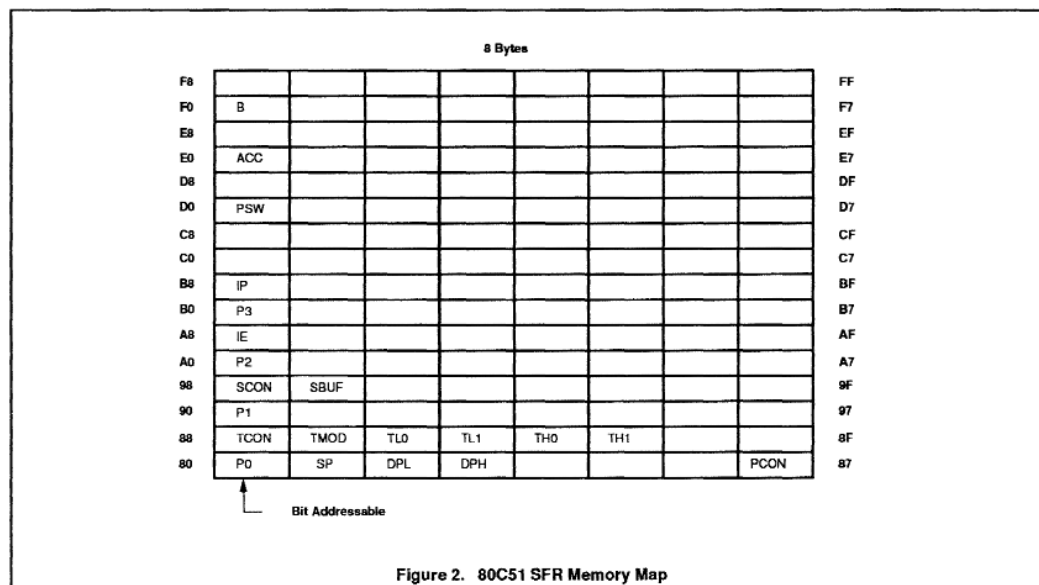 8 Bytes
F8 FF
F0 B F7
E8 EF
E0 ACC E7
D8 DF
D0 PSW D7
C8 CF
C0 C7
B8 IP BF
B0 P3 B7
A8 IE AF
A0 P2 A7
98 SCON SBUF 9F
90 P1 97
88 TCON TMOD TL0 TL1 TH0 TH1 8F
80 P0 SP DPL DPH PCON 87
Bit Addressable
Figure 2. 80C51 SFR Memory Map